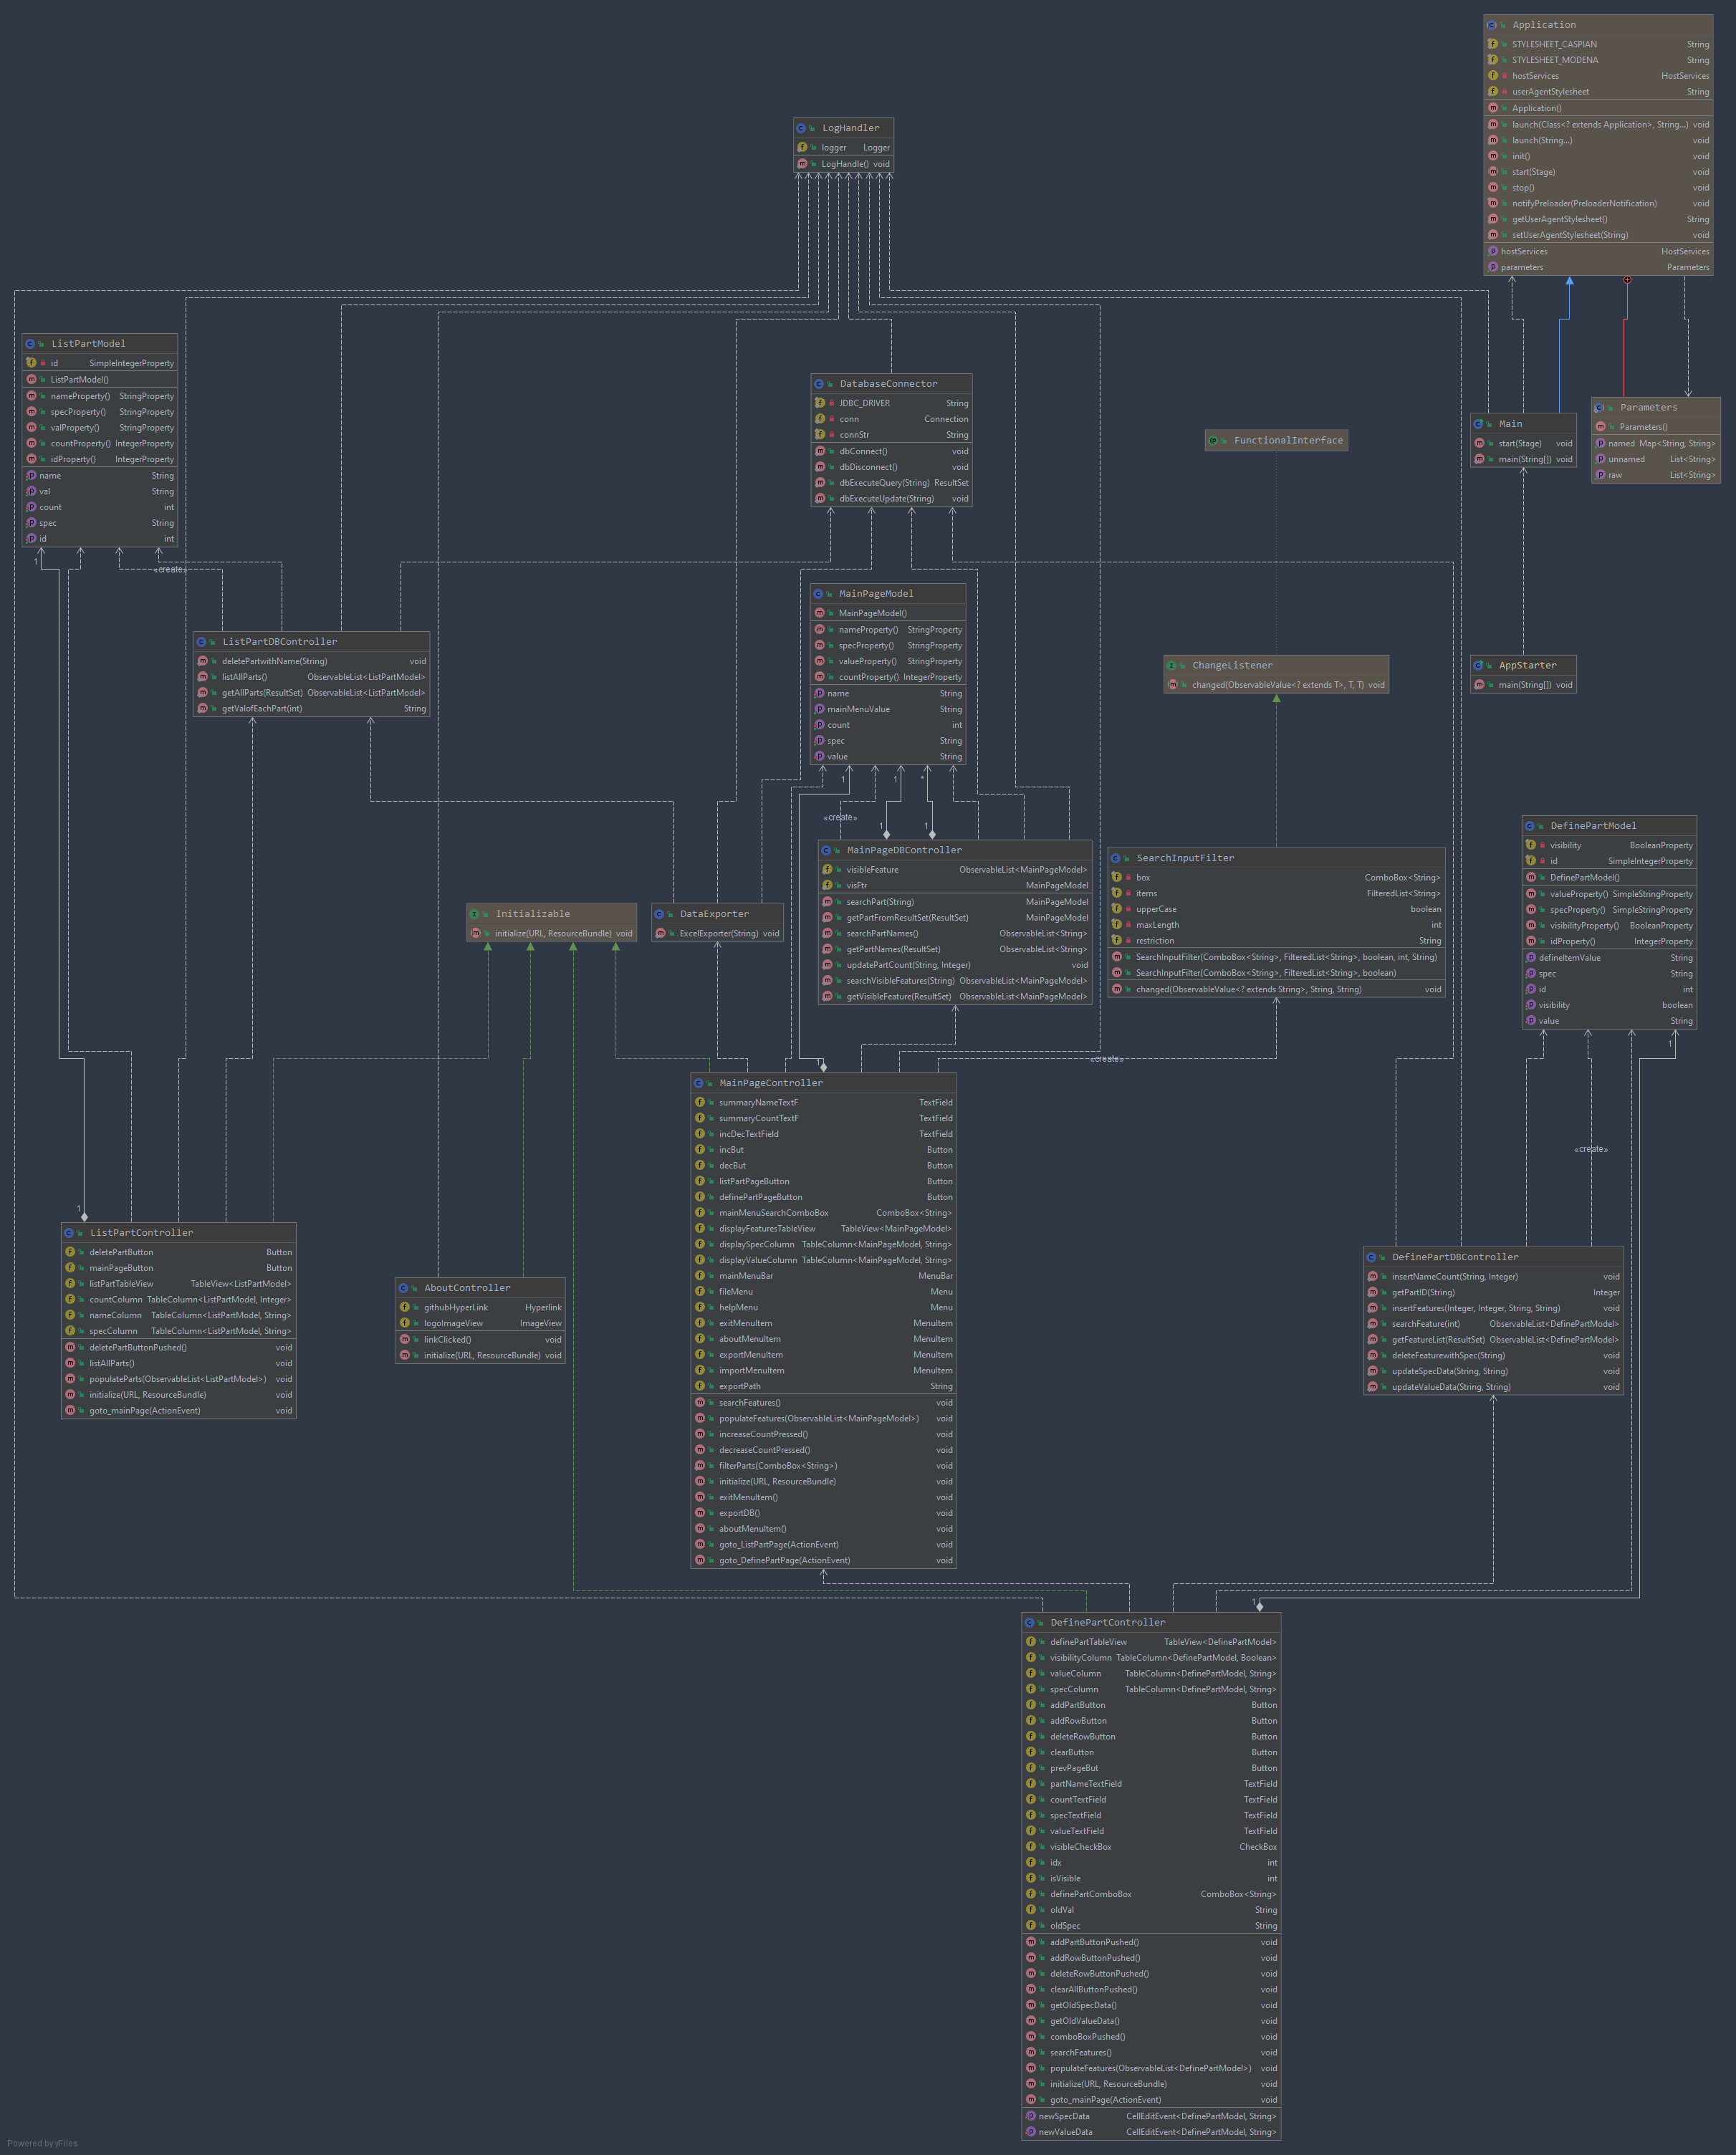 Application
STYLESHEET_CASPIAN String
STYLESHEET_MODENA String
hostServices HostServices
userAgentStylesheet String
Application()
launch(Class<? extends Application>, String...) void
launch(String...) void
init() void
start(Stage) void
stop() void
notifyPreloader(PreloaderNotification) void
getUserAgentStylesheet() String
setUserAgentStylesheet(String) void
hostServices HostServices
parameters Parameters
LogHandler
logger Logger
LogHandle() void
ListPartModel
id SimpleIntegerProperty
ListPartModel()
nameProperty() StringProperty
specProperty() StringProperty
valProperty() StringProperty
countProperty() IntegerProperty
idProperty() IntegerProperty
name String
val String
count int
spec String
id int
DatabaseConnector
JDBC_DRIVER String
conn Connection
connStr String
dbConnect() void
dbDisconnect() void
dbExecuteQuery(String) ResultSet
dbExecuteUpdate(String) void
FunctionalInterface
Main
start(Stage) void
main(String[]) void
Parameters
Parameters()
named Map<String, String>
unnamed List<String>
raw List<String>
1
«create»
MainPageModel
MainPageModel()
nameProperty() StringProperty
specProperty() StringProperty
valueProperty() StringProperty
countProperty() IntegerProperty
name String
mainMenuValue String
count int
spec String
value String
ListPartDBController
deletePartwithName(String) void
listAllParts() ObservableList<ListPartModel>
getAllParts(ResultSet) ObservableList<ListPartModel>
getValofEachPart(int) String
ChangeListener
changed(ObservableValue<? extends T>, T, T) void
AppStarter
main(String[]) void
1
1
*
«create»
1
1
MainPageDBController
visibleFeature ObservableList<MainPageModel>
visFtr MainPageModel
searchPart(String) MainPageModel
getPartFromResultSet(ResultSet) MainPageModel
searchPartNames() ObservableList<String>
getPartNames(ResultSet) ObservableList<String>
updatePartCount(String, Integer) void
searchVisibleFeatures(String) ObservableList<MainPageModel>
getVisibleFeature(ResultSet) ObservableList<MainPageModel>
SearchInputFilter
box ComboBox<String>
items FilteredList<String>
upperCase boolean
maxLength int
restriction String
SearchInputFilter(ComboBox<String>, FilteredList<String>, boolean, int, String)
SearchInputFilter(ComboBox<String>, FilteredList<String>, boolean)
changed(ObservableValue<? extends String>, String, String) void
DefinePartModel
visibility BooleanProperty
id SimpleIntegerProperty
DefinePartModel()
valueProperty() SimpleStringProperty
specProperty() SimpleStringProperty
visibilityProperty() BooleanProperty
idProperty() IntegerProperty
defineItemValue String
spec String
id int
visibility boolean
value String
Initializable
initialize(URL, ResourceBundle) void
DataExporter
ExcelExporter(String) void
1
«create»
1
MainPageController
summaryNameTextF TextField
summaryCountTextF TextField
incDecTextField TextField
incBut Button
decBut Button
listPartPageButton Button
definePartPageButton Button
mainMenuSearchComboBox ComboBox<String>
displayFeaturesTableView TableView<MainPageModel>
displaySpecColumn TableColumn<MainPageModel, String>
displayValueColumn TableColumn<MainPageModel, String>
mainMenuBar MenuBar
fileMenu Menu
helpMenu Menu
exitMenuItem MenuItem
aboutMenuItem MenuItem
exportMenuItem MenuItem
importMenuItem MenuItem
exportPath String
searchFeatures() void
populateFeatures(ObservableList<MainPageModel>) void
increaseCountPressed() void
decreaseCountPressed() void
filterParts(ComboBox<String>) void
initialize(URL, ResourceBundle) void
exitMenuItem() void
exportDB() void
aboutMenuItem() void
goto_ListPartPage(ActionEvent) void
goto_DefinePartPage(ActionEvent) void
«create»
1
ListPartController
deletePartButton Button
mainPageButton Button
listPartTableView TableView<ListPartModel>
countColumn TableColumn<ListPartModel, Integer>
nameColumn TableColumn<ListPartModel, String>
specColumn TableColumn<ListPartModel, String>
deletePartButtonPushed() void
listAllParts() void
populateParts(ObservableList<ListPartModel>) void
initialize(URL, ResourceBundle) void
goto_mainPage(ActionEvent) void
AboutController
githubHyperLink Hyperlink
logoImageView ImageView
linkClicked() void
initialize(URL, ResourceBundle) void
DefinePartDBController
insertNameCount(String, Integer) void
getPartID(String) Integer
insertFeatures(Integer, Integer, String, String) void
searchFeature(int) ObservableList<DefinePartModel>
getFeatureList(ResultSet) ObservableList<DefinePartModel>
deleteFeaturewithSpec(String) void
updateSpecData(String, String) void
updateValueData(String, String) void
1
DefinePartController
definePartTableView TableView<DefinePartModel>
visibilityColumn TableColumn<DefinePartModel, Boolean>
valueColumn TableColumn<DefinePartModel, String>
specColumn TableColumn<DefinePartModel, String>
addPartButton Button
addRowButton Button
deleteRowButton Button
clearButton Button
prevPageBut Button
partNameTextField TextField
countTextField TextField
specTextField TextField
valueTextField TextField
visibleCheckBox CheckBox
idx int
isVisible int
definePartComboBox ComboBox<String>
oldVal String
oldSpec String
addPartButtonPushed() void
addRowButtonPushed() void
deleteRowButtonPushed() void
clearAllButtonPushed() void
getOldSpecData() void
getOldValueData() void
comboBoxPushed() void
searchFeatures() void
populateFeatures(ObservableList<DefinePartModel>) void
initialize(URL, ResourceBundle) void
goto_mainPage(ActionEvent) void
newSpecData CellEditEvent<DefinePartModel, String>
newValueData CellEditEvent<DefinePartModel, String>
Powered by yFiles